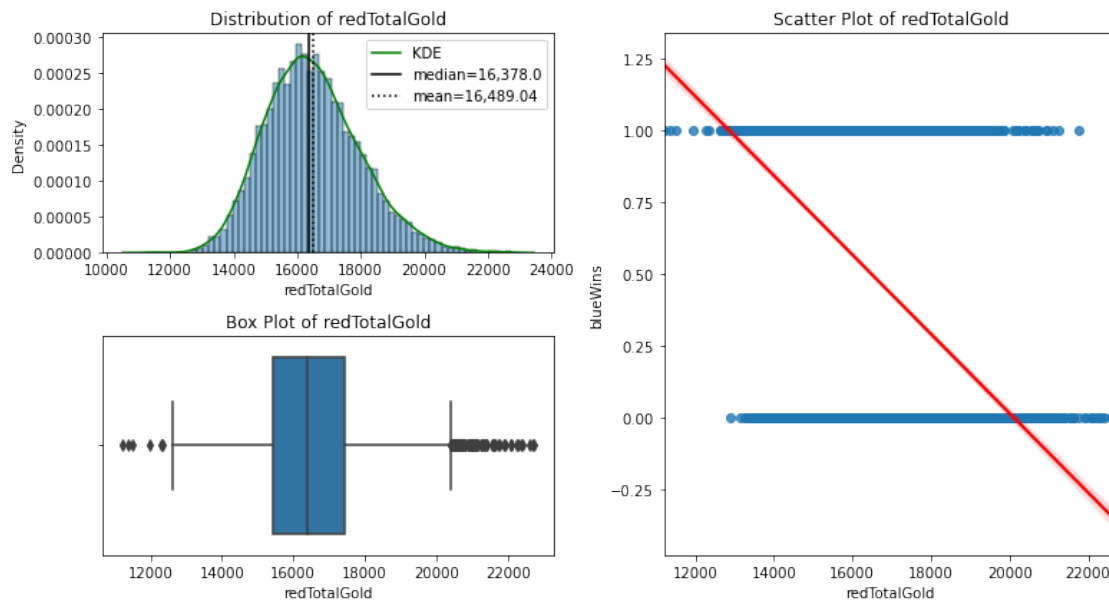 Distribution of redTotalGold
0.00030
0.00025
0.00020
0.00015
0.00010
0.00005
0.00000
Density
KDE
median=16,378.0
mean=16,489.04
10000 12000 14000 16000 18000 20000 22000 24000
redTotalGold
Box Plot of redTotalGold
12000 14000 16000 18000 20000 22000
redTotalGold
Scatter Plot of redTotalGold
1.25
1.00
0.75
0.50
0.25
0.00
−0.25
blueWins
12000 14000 16000 18000 20000 22000
redTotalGold